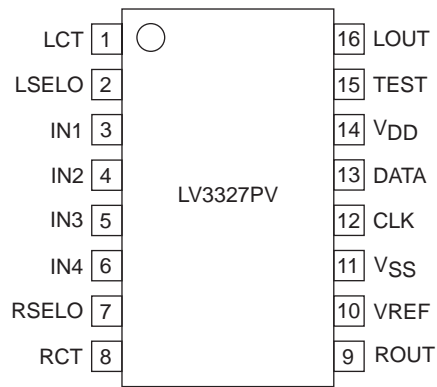 LCT 1 16 LOUT
LSELO 2 15 TEST
IN1 3 14 VDD
IN2 4 13 DATA
LV3327PV
IN3 5 12 CLK
IN4 6 11 VSS
RSELO 7 10 VREF
RCT 8 9 ROUT